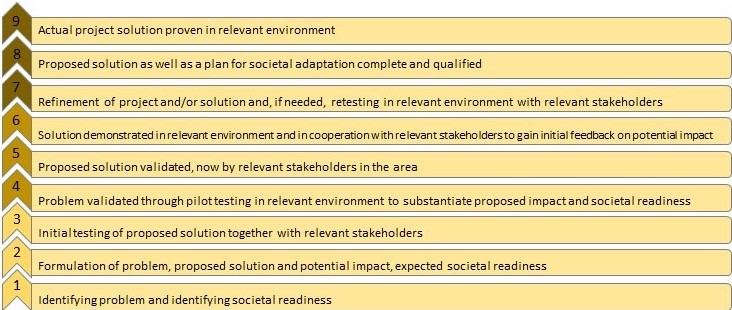 9
Actual project solution proven in relevant environment
8
Proposed solution as well as a plan for societal adaptation complete and qualified
7
Refinement of project and/or solution and, if needed, retesting in relevant environment with relevant stakeholders
6
Solution demonstrated in relevant environment and in cooperation with relevant stakeholders to gain initial feedback on potential impact
5
Proposed solution validated, now by relevant stakeholders in the area
4
Problem validated through pilot testing in relevant environment to substantiate proposed impact and societal readiness
3
Initial testing of proposed solution together with relevant stakeholders
2
Formulation of problem, proposed solution and potential impact, expected societal readiness
1
Identifying problem and identifying societal readiness